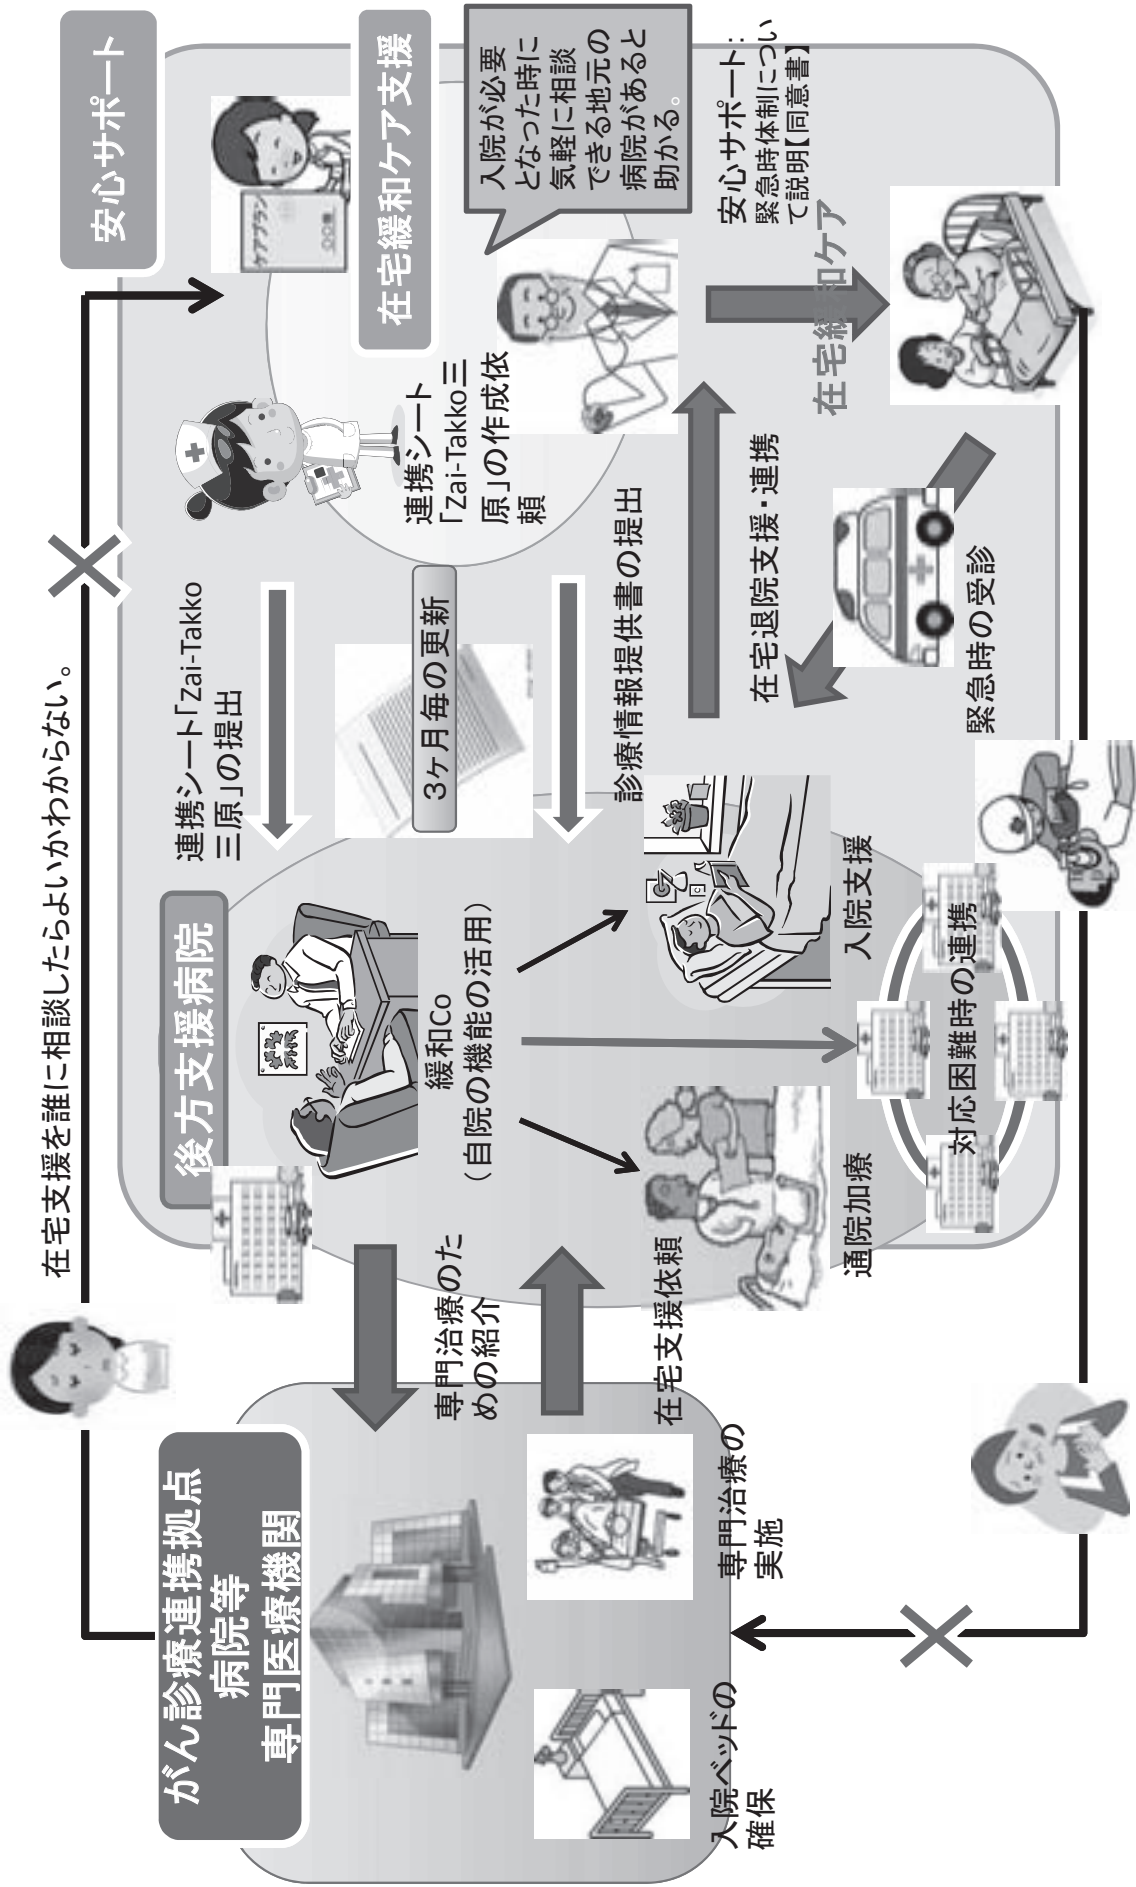 在宅支援を誰に相談したらよいかわからない。
がん診療連携拠点
病院等
専門医療機関
入院ベッドの
確保
専門治療の
実施
専門治療のた
めの紹介
在宅支援依頼
後方支援病院
緩和Co
（自院の機能の活用）
通院加療
入院支援
対応困難時の連携
連携シート「Zai-Takko
三原」の提出
3ヶ月毎の更新
診療情報提供書の提出
在宅退院支援・連携
緊急時の受診
安心サポート
ケアプラン
在宅緩和ケア支援
連携シート
「Zai-Takko三
原」の作成依
頼
入院が必要
となった時に
気軽に相談
できる地元の
病院があると
助かる。
安心サポート：
緊急時体制につい
て説明【同意書】
在宅緩和ケア